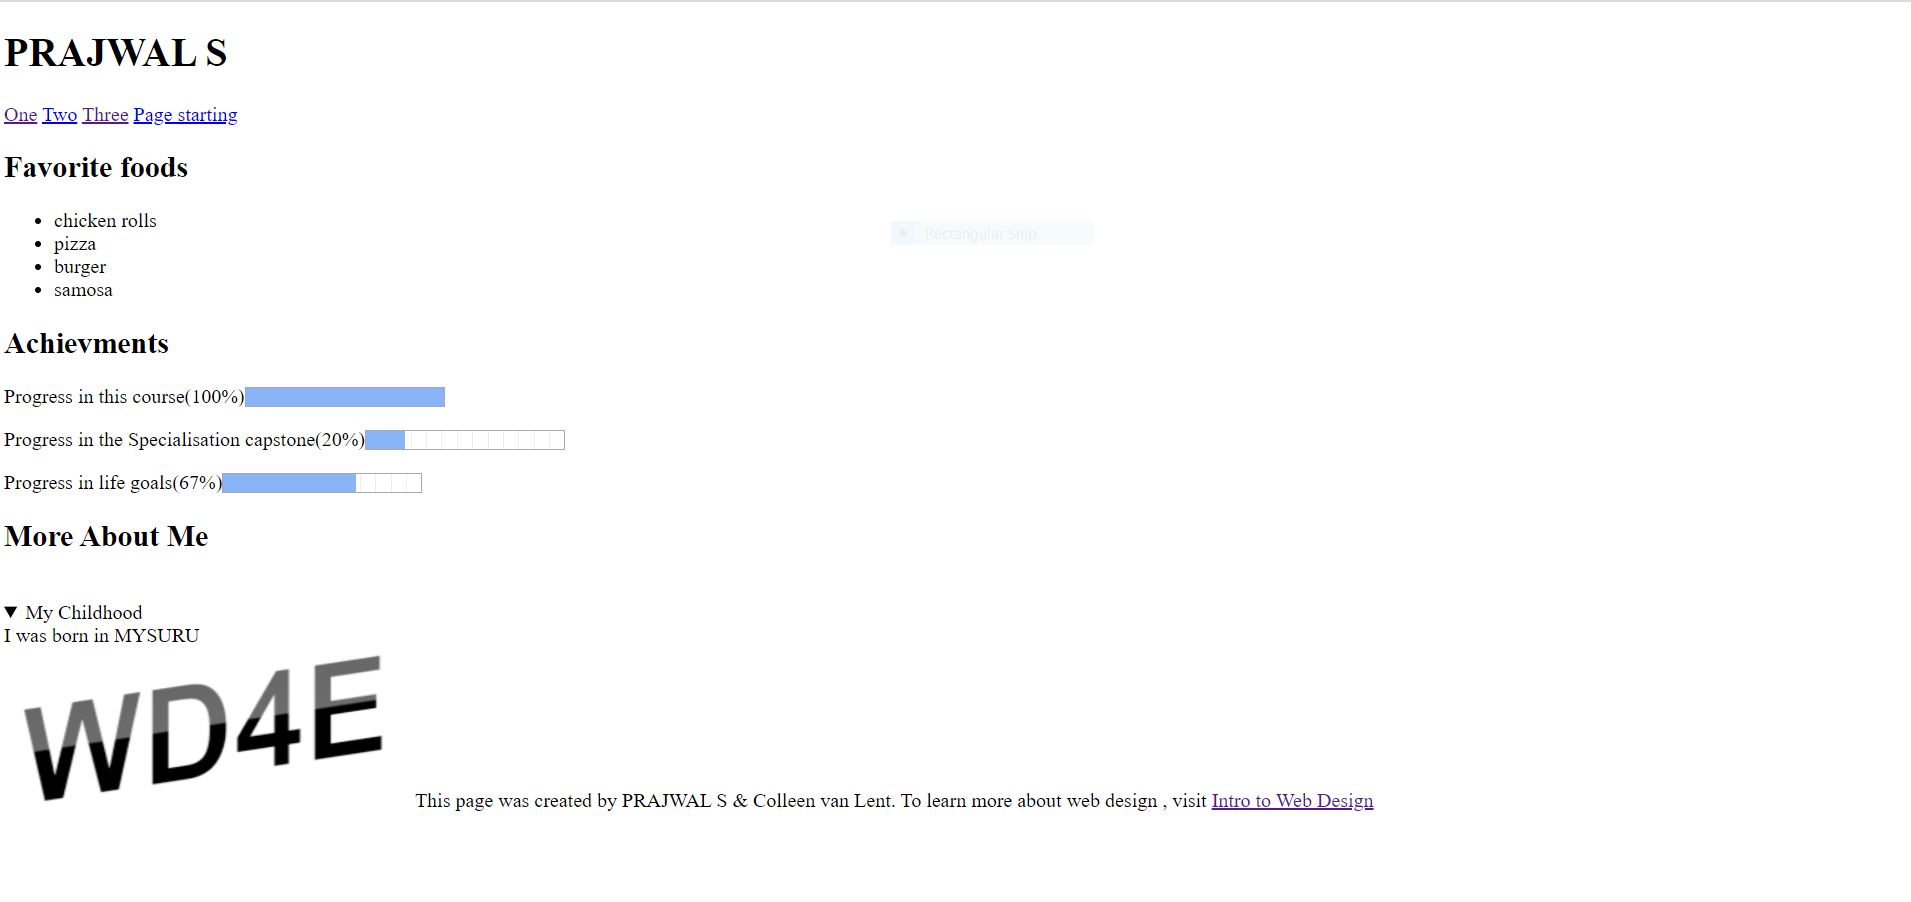 PRAJWAL S
One Two Three Page starting
Favorite foods
chicken rolls
pizza
burger
samosa
Rectangular Snip
Achievments
Progress in this course(100%)
Progress in the Specialisation capstone(20%)
Progress in life goals(67%)
More About Me
My Childhood
I was born in MYSURU
WD4E
This page was created by PRAJWAL S & Colleen van Lent. To learn more about web design , visit Intro to Web Design